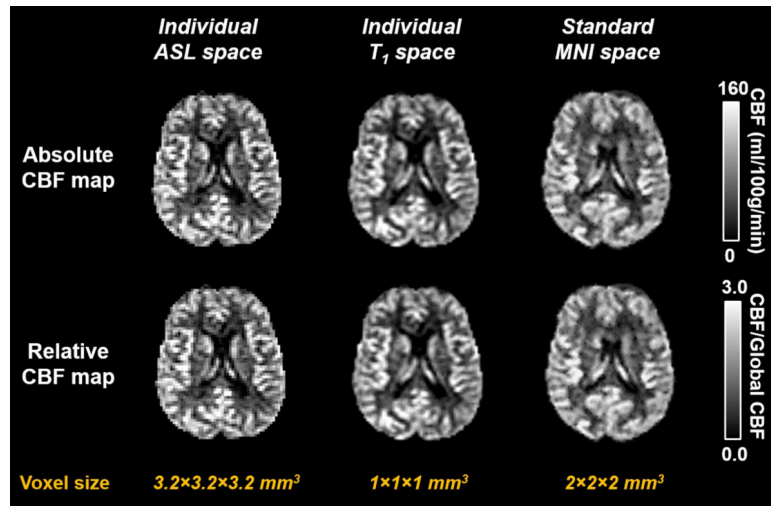 Individual
ASL space
Individual
T₁ space
Standard
MNI space
Absolute
CBF map
160
CBF (ml/100g/min)
0
Relative
CBF map
3.0
CBF/Global CBF
0.0
Voxel size
3.2×3.2×3.2 mm³
1×1×1 mm³
2×2×2 mm³